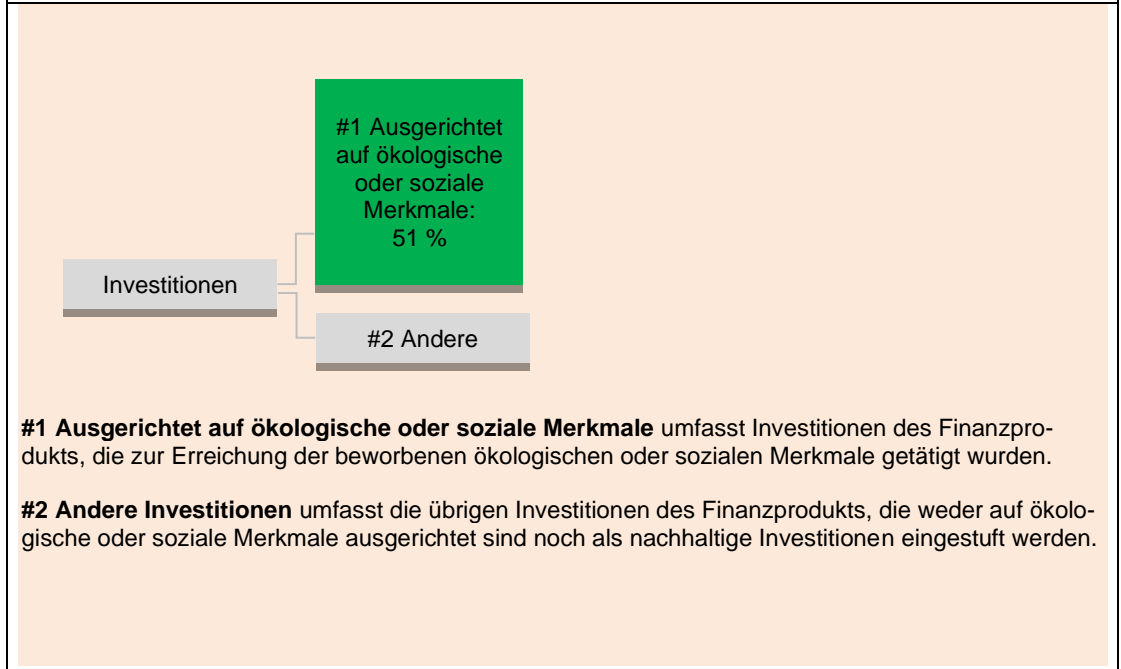 #1 Ausgerichtet
auf ökologische
oder soziale
Merkmale:
51 %
Investitionen
#2 Andere
#1 Ausgerichtet auf ökologische oder soziale Merkmale umfasst Investitionen des Finanzpro-
dukts, die zur Erreichung der beworbenen ökologischen oder sozialen Merkmale getätigt wurden.
#2 Andere Investitionen umfasst die übrigen Investitionen des Finanzprodukts, die weder auf ökolo-
gische oder soziale Merkmale ausgerichtet sind noch als nachhaltige Investitionen eingestuft werden.